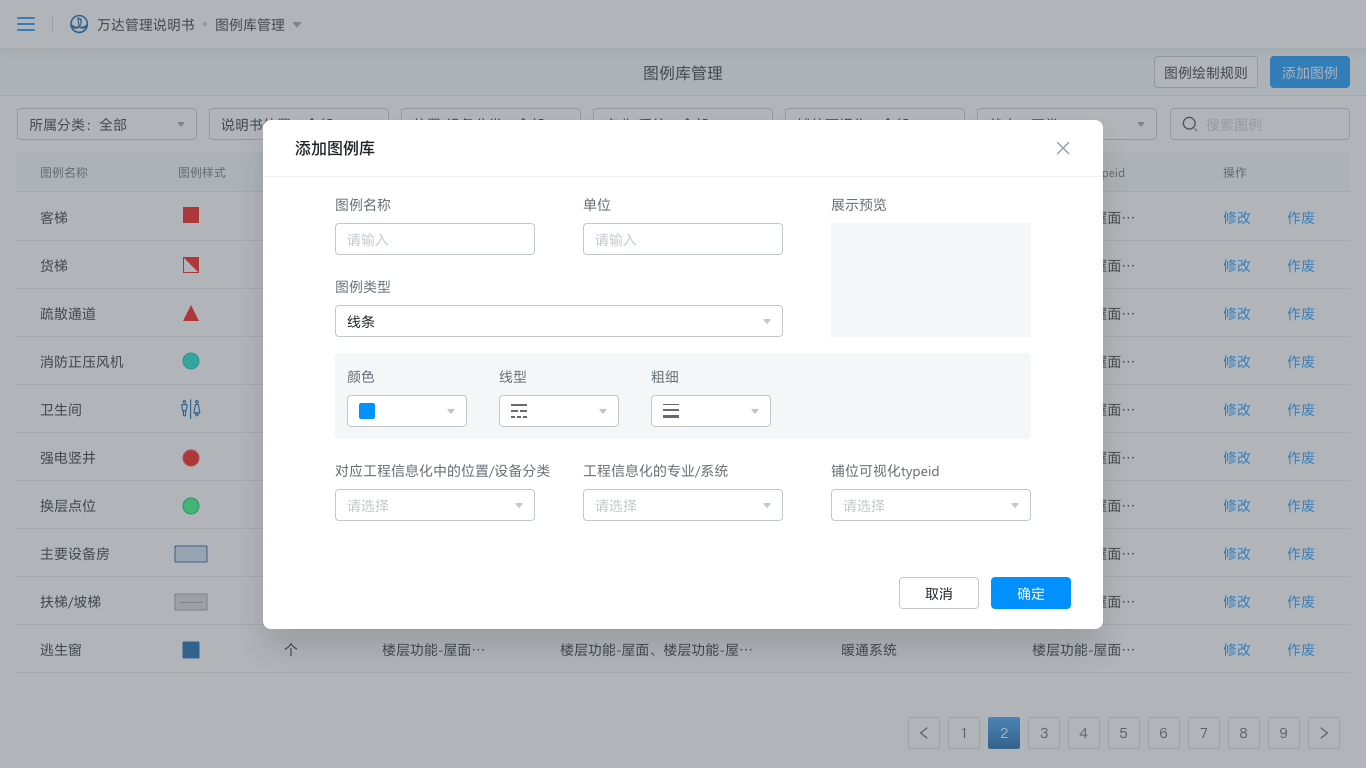 万达管理说明书 • 图例库管理
图例库管理
图例绘制规则
添加图例
所属分类：全部
搜索图例
图例名称
图例样式
peid
操作
添加图例库
图例名称
单位
展示预览
请输入
请输入
图例类型
线条
颜色
线型
粗细
对应工程信息化中的位置/设备分类
工程信息化的专业/系统
铺位可视化typeid
请选择
请选择
请选择
取消
确定
客梯
屋面…
修改
作废
货梯
屋面…
修改
作废
疏散通道
屋面…
修改
作废
消防正压风机
屋面…
修改
作废
卫生间
屋面…
修改
作废
强电竖井
屋面…
修改
作废
换层点位
屋面…
修改
作废
主要设备房
屋面…
修改
作废
扶梯/坡梯
屋面…
修改
作废
逃生窗
个
楼层功能-屋面…
楼层功能-屋面、楼层功能-屋…
暖通系统
楼层功能-屋面…
修改
作废
1
2
3
4
5
6
7
8
9